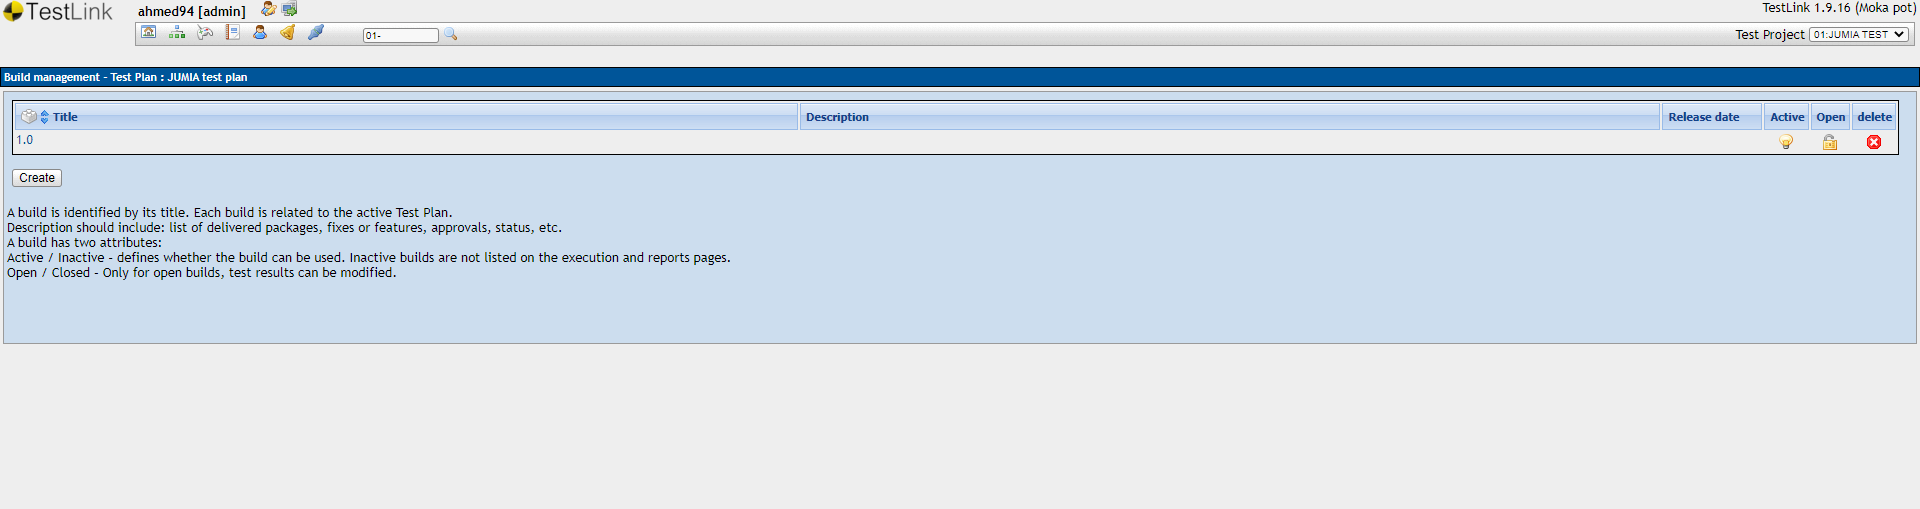 TestLink
ahmed94 [admin]
TestLink 1.9.16 (Moka pot)
01-
Test Project 01:JUMIA TEST
Build management - Test Plan : JUMIA test plan
Title Description Release date Active Open delete
1.0
Create
A build is identified by its title. Each build is related to the active Test Plan.
Description should include: list of delivered packages, fixes or features, approvals, status, etc.
A build has two attributes:
Active / Inactive - defines whether the build can be used. Inactive builds are not listed on the execution and reports pages.
Open / Closed - Only for open builds, test results can be modified.